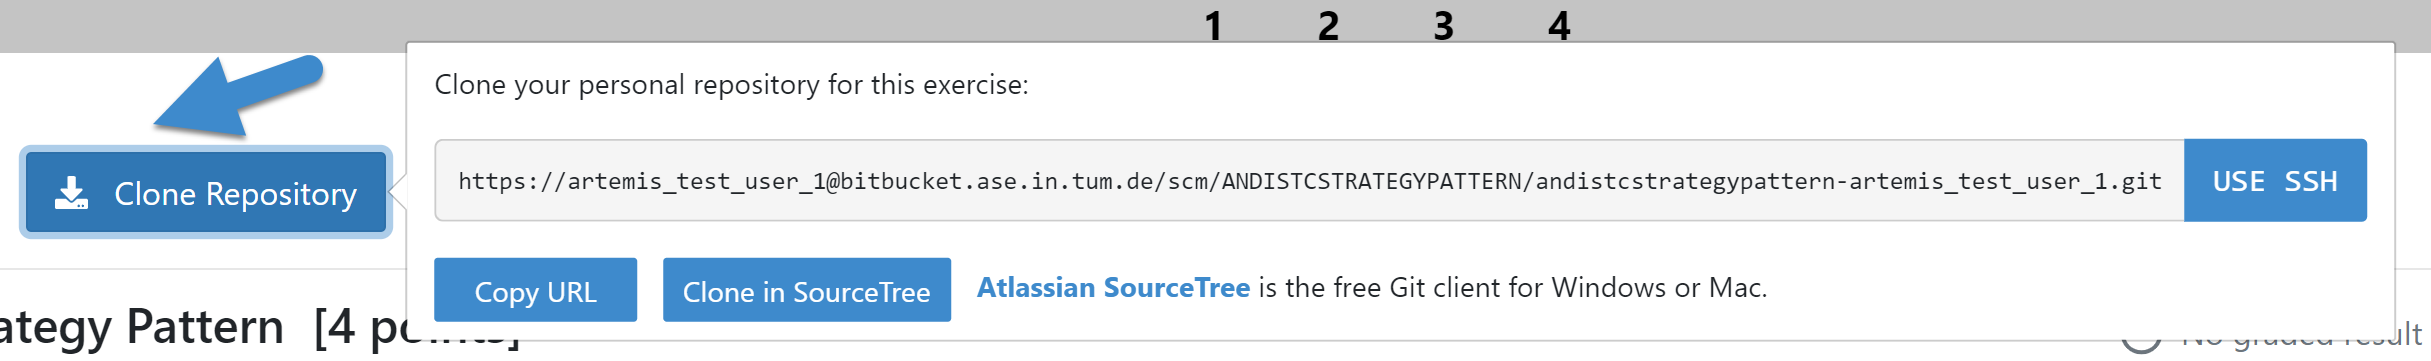 1 2 3 4
Clone your personal repository for this exercise:
Clone Repository
https://artemis_test_user_1@bitbucket.ase.in.tum.de/scm/ANDISTCSTRATEGYPATTERN/andistcstrategypattern-artemis_test_user_1.git USE SSH
Copy URL Clone in SourceTree Atlassian SourceTree is the free Git client for Windows or Mac.
ategy Pattern [4 points]
No graded result